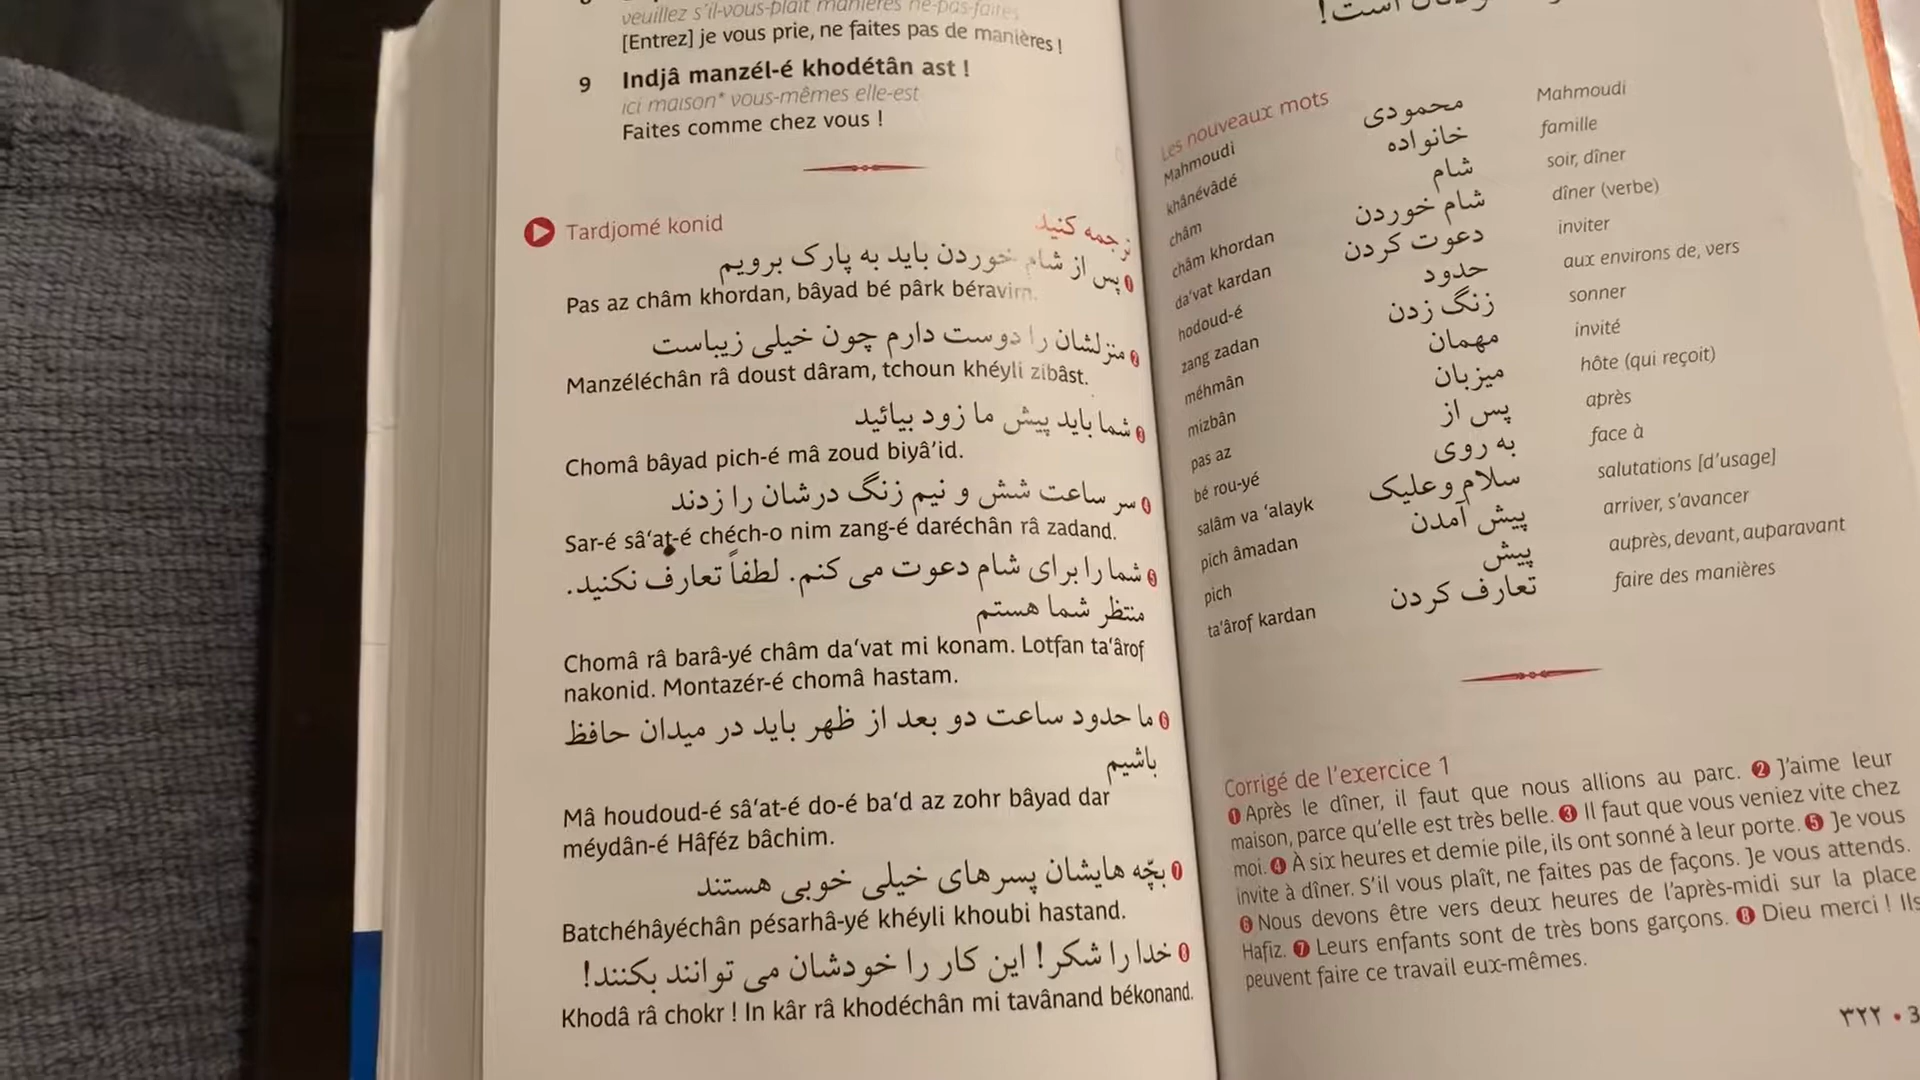 veuillez s'il-vous-plaît manières ne-pas-faites
[Entrez] je vous prie, ne faites pas de manières !
9 Indjâ manzél-é khodétân ast !
ici maison* vous-mêmes elle-est
Faites comme chez vous !
Tardjomé konid ترجمه کنید
❶ پس از شام خوردن باید به پارک برویم
Pas az châm khordan, bâyad bé pârk béravim.
❷ منزلشان را دوست دارم چون خیلی زیباست
Manzéléchân râ doust dâram, tchoun khéyli zibâst.
❸ شما باید پیش ما زود بیائید
Chomâ bâyad pich-é mâ zoud biyâ'id.
❹ سر ساعت شش و نیم زنگ درشان را زدند
Sar-é sâ‘at-é chéch-o nim zang-é daréchân râ zadand.
❺ شما را برای شام دعوت می کنم. لطفاً تعارف نکنید.
منتظر شما هستم
Chomâ râ barâ-yé châm da‘vat mi konam. Lotfan ta‘ârof
nakonid. Montazér-é chomâ hastam.
❻ ما حدود ساعت دو بعد از ظهر باید در میدان حافظ
باشیم
Mâ houdoud-é sâ‘at-é do-é ba‘d az zohr bâyad dar
méydân-é Hâféz bâchim.
❼ بچّه هایشان پسرهای خیلی خوبی هستند
Batchéhâyéchân pésarhâ-yé khéyli khoubi hastand.
❽ خدا را شکر! این کار را خودشان می توانند بکنند!
Khodâ râ chokr ! In kâr râ khodéchân mi tavânand békonand.
است!
Les nouveaux mots
Mahmoudi محمودی Mahmoudi
khânévâdé خانواده famille
châm شام soir, dîner
châm khordan شام خوردن dîner (verbe)
da‘vat kardan دعوت کردن inviter
hodoud-é حدود aux environs de, vers
zang zadan زنگ زدن sonner
méhmân مهمان invité
mizbân میزبان hôte (qui reçoit)
pas az پس از après
bé rou-yé به روی face à
salâm va ‘alayk سلام وعلیک salutations [d'usage]
pich âmadan پیش آمدن arriver, s'avancer
pich پیش auprès, devant, auparavant
ta‘ârof kardan تعارف کردن faire des manières
Corrigé de l'exercice 1
❶ Après le dîner, il faut que nous allions au parc. ❷ J'aime leur
maison, parce qu'elle est très belle. ❸ Il faut que vous veniez vite chez
moi. ❹ À six heures et demie pile, ils ont sonné à leur porte. ❺ Je vous
invite à dîner. S'il vous plaît, ne faites pas de façons. Je vous attends.
❻ Nous devons être vers deux heures de l'après-midi sur la place
Hafiz. ❼ Leurs enfants sont de très bons garçons. ❽ Dieu merci ! Ils
peuvent faire ce travail eux-mêmes.
۳۲۲ • 3